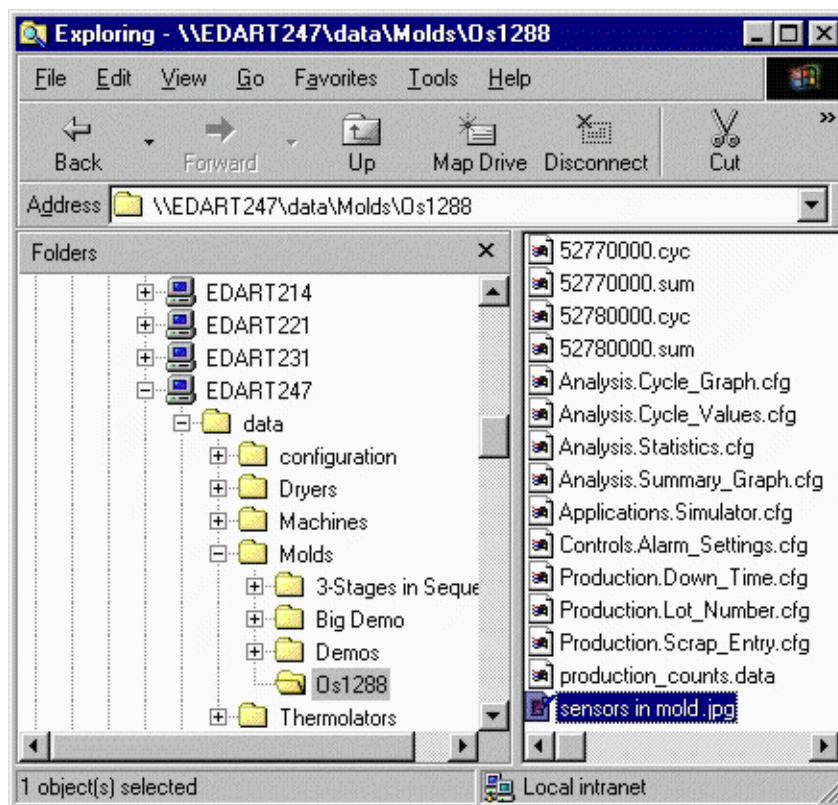 Exploring - \\EDART247\data\Molds\Os1288
File Edit View Go Favorites Tools Help
Back Forward Up Map Drive Disconnect Cut »
Address \\EDART247\data\Molds\Os1288
Folders
EDART214
EDART221
EDART231
EDART247
data
configuration
Dryers
Machines
Molds
3-Stages in Seque
Big Demo
Demos
Os1288
Thermolators
52770000.cyc
52770000.sum
52780000.cyc
52780000.sum
Analysis.Cycle_Graph.cfg
Analysis.Cycle_Values.cfg
Analysis.Statistics.cfg
Analysis.Summary_Graph.cfg
Applications.Simulator.cfg
Controls.Alarm_Settings.cfg
Production.Down_Time.cfg
Production.Lot_Number.cfg
Production.Scrap_Entry.cfg
production_counts.data
sensors in mold.jpg
1 object(s) selected
Local intranet